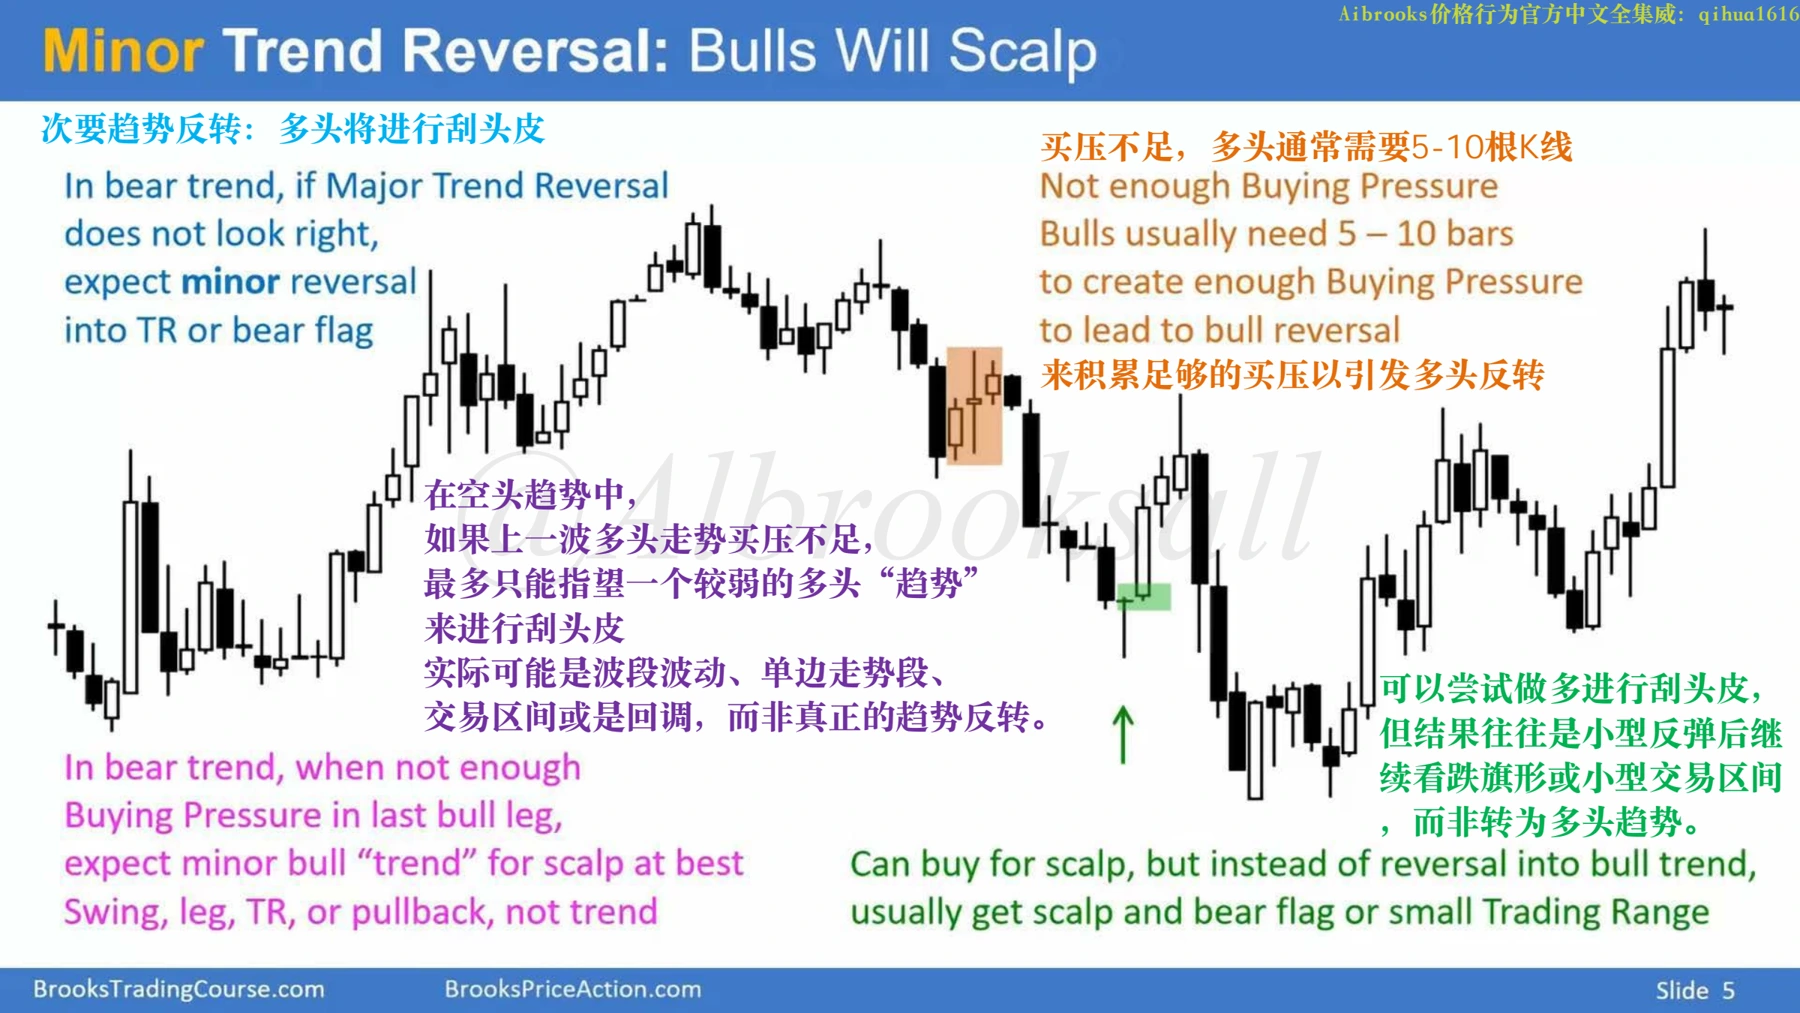 Aibrooks价格行为官方中文全集威：qihua1616
Minor Trend Reversal: Bulls Will Scalp
次要趋势反转：多头将进行刮头皮
In bear trend, if Major Trend Reversal
does not look right,
expect minor reversal
into TR or bear flag
买压不足，多头通常需要5-10根K线
Not enough Buying Pressure
Bulls usually need 5 – 10 bars
to create enough Buying Pressure
to lead to bull reversal
来积累足够的买压以引发多头反转
@Albrooksall
在空头趋势中，
如果上一波多头走势买压不足，
最多只能指望一个较弱的多头“趋势”
来进行刮头皮
实际可能是波段波动、单边走势段、
交易区间或是回调，而非真正的趋势反转。
In bear trend, when not enough
Buying Pressure in last bull leg,
expect minor bull “trend” for scalp at best
Swing, leg, TR, or pullback, not trend
可以尝试做多进行刮头皮，
但结果往往是小型反弹后继
续看跌旗形或小型交易区间
，而非转为多头趋势。
Can buy for scalp, but instead of reversal into bull trend,
usually get scalp and bear flag or small Trading Range
BrooksTradingCourse.com
BrooksPriceAction.com
Slide 5